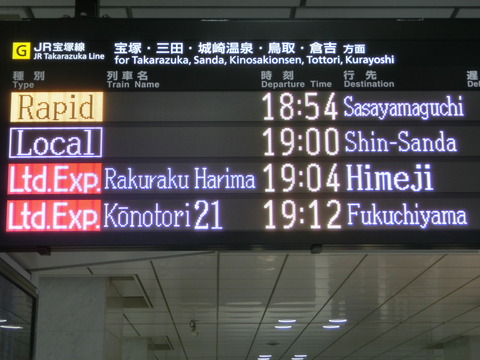 G JR宝塚線 宝塚・三田・城崎温泉・鳥取・倉吉 方面
JR Takarazuka Line for Takarazuka, Sanda, Kinosakionsen, Tottori, Kurayoshi
種別 列車名 時刻 行先
Type Train Name Departure Time Destination
Rapid 18:54 Sasayamaguchi
Local 19:00 Shin-Sanda
Ltd.Exp. Rakuraku Harima 19:04 Himeji
Ltd.Exp. Kōnotori 21 19:12 Fukuchiyama